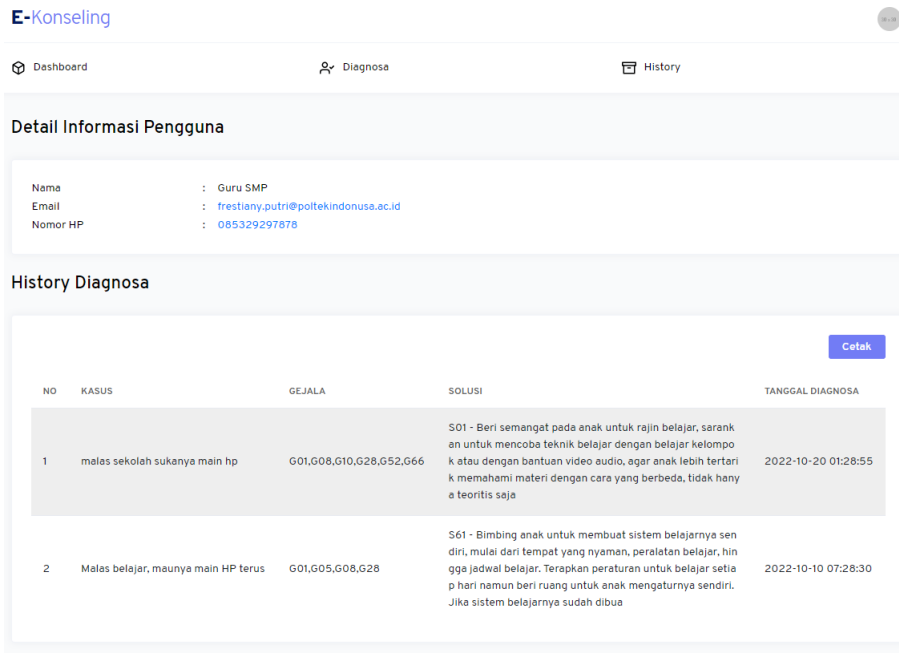 E-Konseling
Dashboard
Diagnosa
History
Detail Informasi Pengguna
Nama : Guru SMP
Email : frestiany.putri@poltekindonusa.ac.id
Nomor HP : 085329297878
History Diagnosa
Cetak
NO KASUS GEJALA SOLUSI TANGGAL DIAGNOSA
S01 - Beri semangat pada anak untuk rajin belajar, sarank
an untuk mencoba teknik belajar dengan belajar kelompo
1 malas sekolah sukanya main hp G01,G08,G10,G28,G52,G66 k atau dengan bantuan video audio, agar anak lebih tertari 2022-10-20 01:28:55
k memahami materi dengan cara yang berbeda, tidak hany
a teoritis saja
S61 - Bimbing anak untuk membuat sistem belajarnya sen
diri, mulai dari tempat yang nyaman, peralatan belajar, hin
2 Malas belajar, maunya main HP terus G01,G05,G08,G28 gga jadwal belajar. Terapkan peraturan untuk belajar setia 2022-10-10 07:28:30
p hari namun beri ruang untuk anak mengaturnya sendiri.
Jika sistem belajarnya sudah dibua